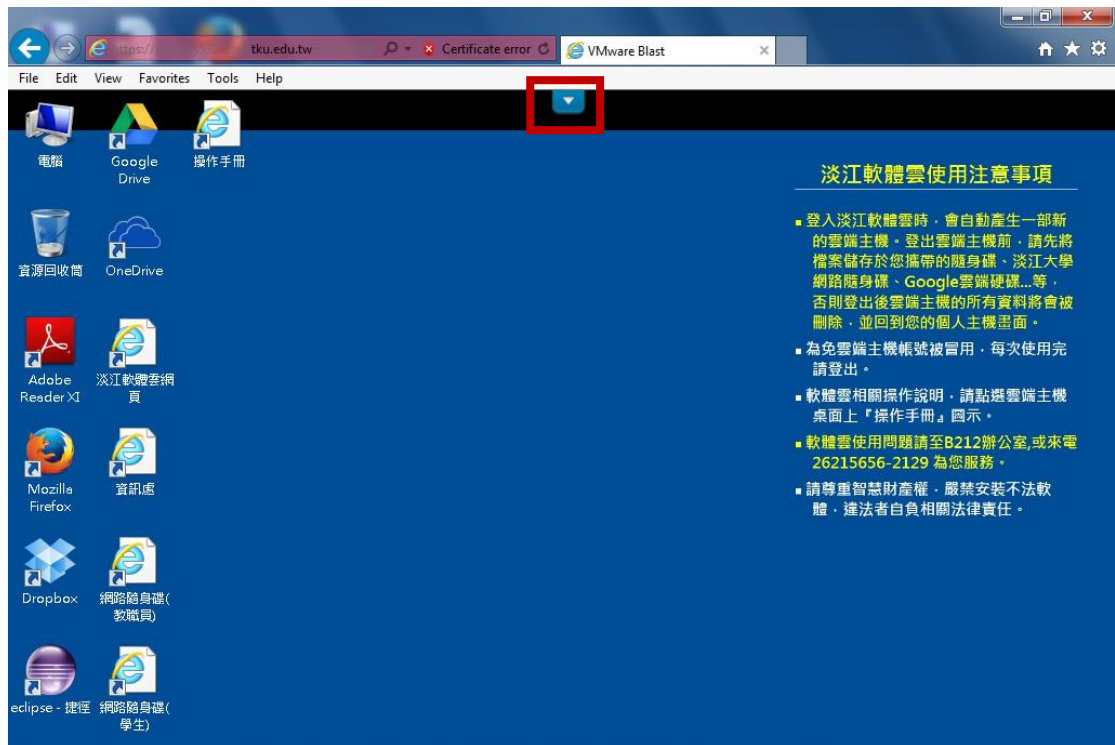 https:// tku.edu.tw
Certificate error
VMware Blast
File Edit View Favorites Tools Help
電腦
Google
Drive
操作手冊
資源回收筒
OneDrive
Adobe
Reader XI
淡江軟體雲網
頁
Mozilla
Firefox
資訊處
Dropbox
網路隨身碟(
教職員)
eclipse - 捷徑
網路隨身碟(
學生)
淡江軟體雲使用注意事項
▪登入淡江軟體雲時，會自動產生一部新
的雲端主機。登出雲端主機前，請先將
檔案儲存於您攜帶的隨身碟、淡江大學
網路隨身碟、Google雲端硬碟...等，
否則登出後雲端主機的所有資料將會被
刪除，並回到您的個人主機畫面。
▪為免雲端主機帳號被冒用，每次使用完
請登出。
▪軟體雲相關操作說明，請點選雲端主機
桌面上『操作手冊』圖示。
▪軟體雲使用問題請至B212辦公室,或來電
26215656-2129 為您服務。
▪請尊重智慧財產權，嚴禁安裝不法軟
體，違法者自負相關法律責任。